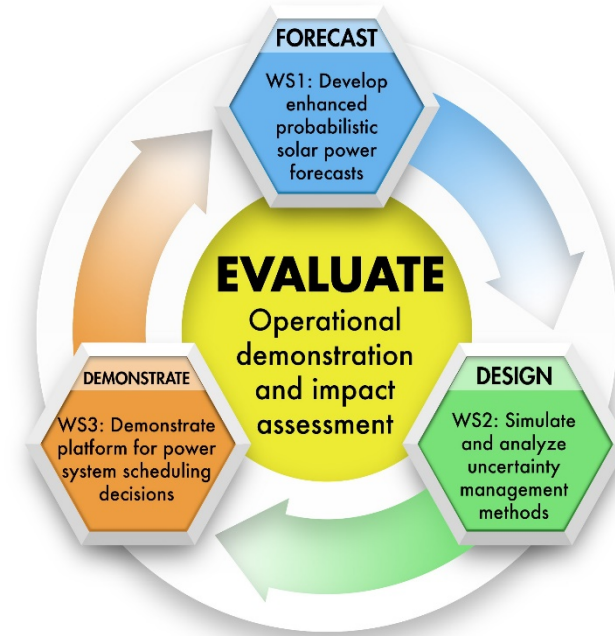 FORECAST
WS1: Develop
enhanced
probabilistic
solar power
forecasts
EVALUATE
Operational
demonstration
and impact
assessment
DEMONSTRATE
WS3: Demonstrate
platform for power
system scheduling
decisions
DESIGN
WS2: Simulate
and analyze
uncertainty
management
methods